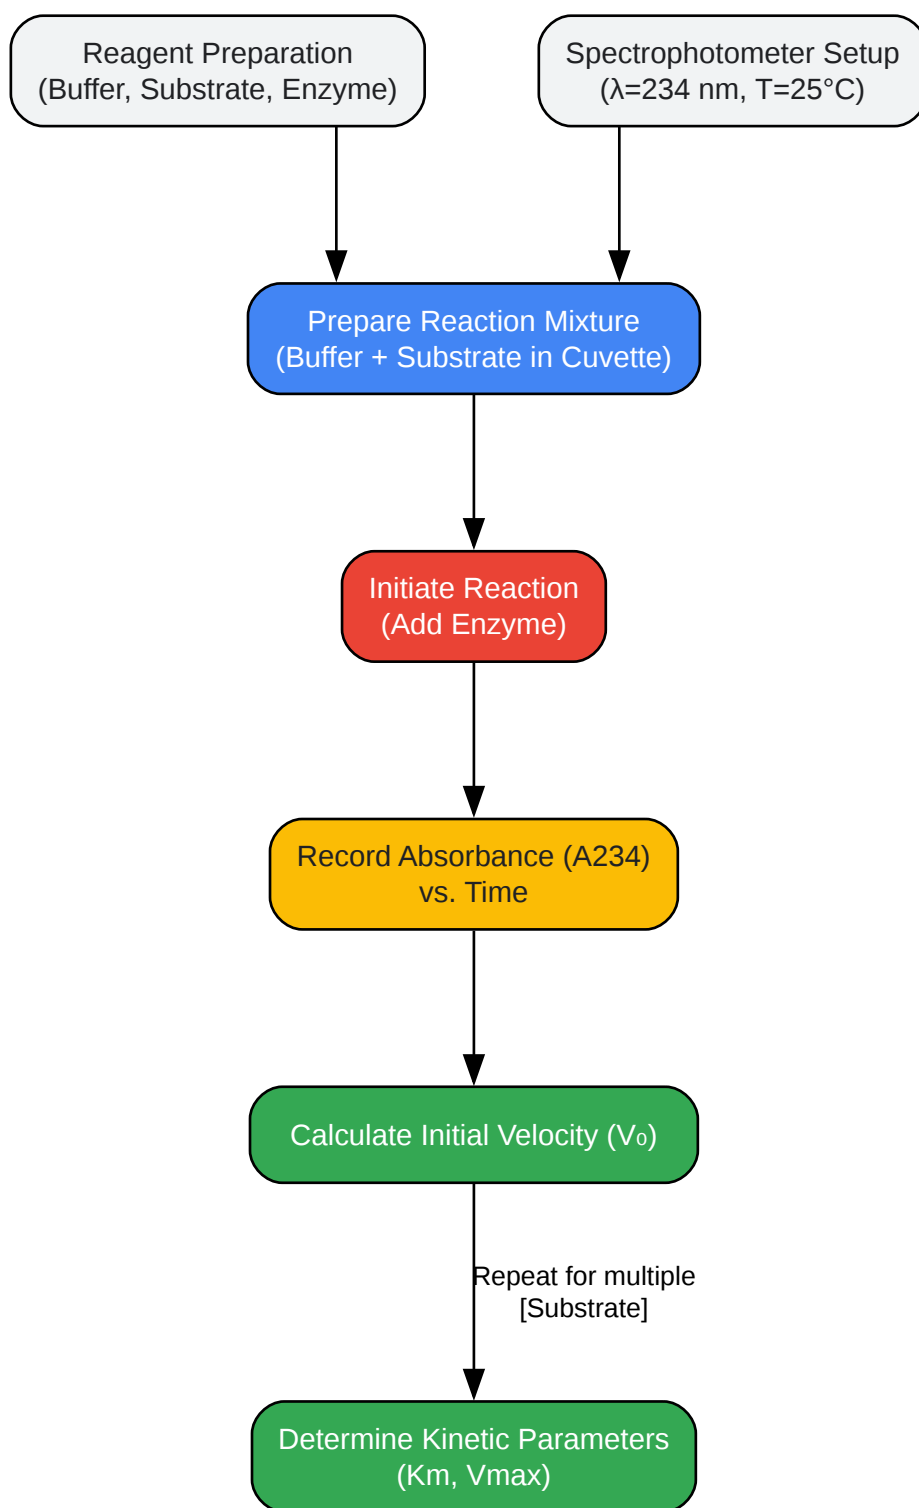 Reagent Preparation
(Buffer, Substrate, Enzyme)
Spectrophotometer Setup
(λ=234 nm, T=25°C)
Prepare Reaction Mixture
(Buffer + Substrate in Cuvette)
Initiate Reaction
(Add Enzyme)
Record Absorbance (A234)
vs. Time
Calculate Initial Velocity (V₀)
Repeat for multiple
[Substrate]
Determine Kinetic Parameters
(Km, Vmax)